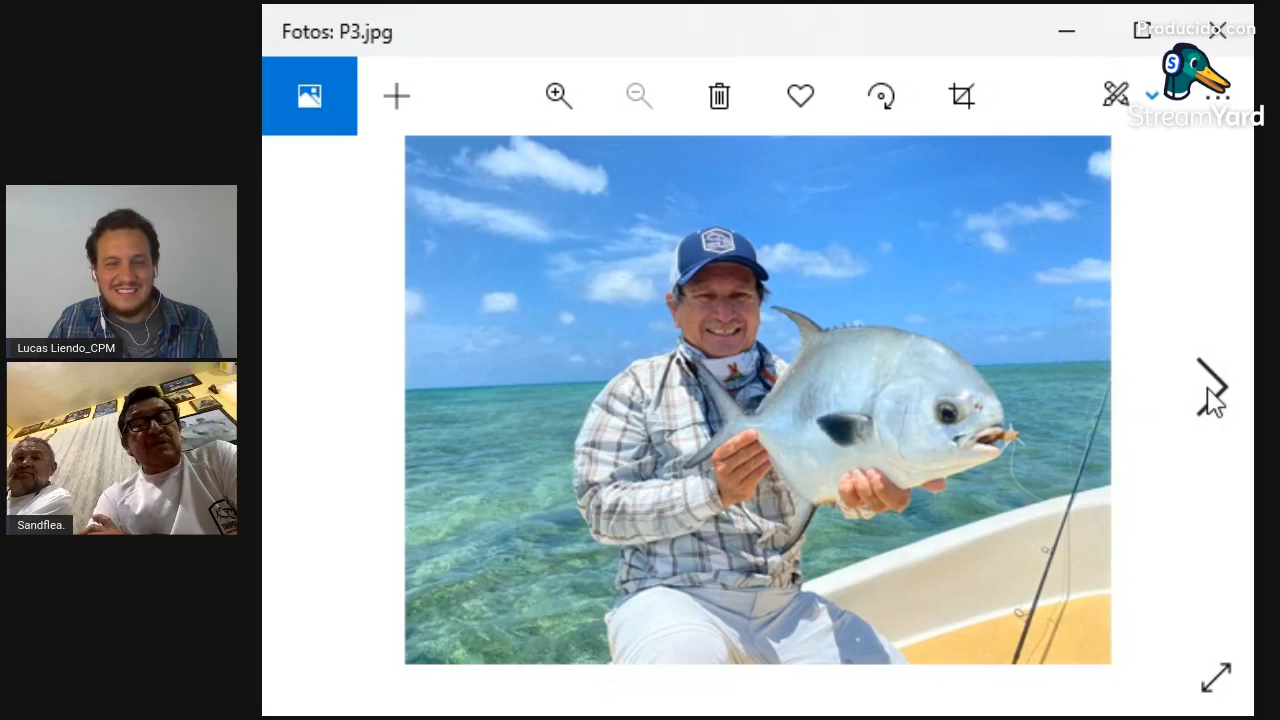 Fotos: P3.jpg
Producido con
S
StreamYard
Lucas Liendo_CPM
Sandflea.